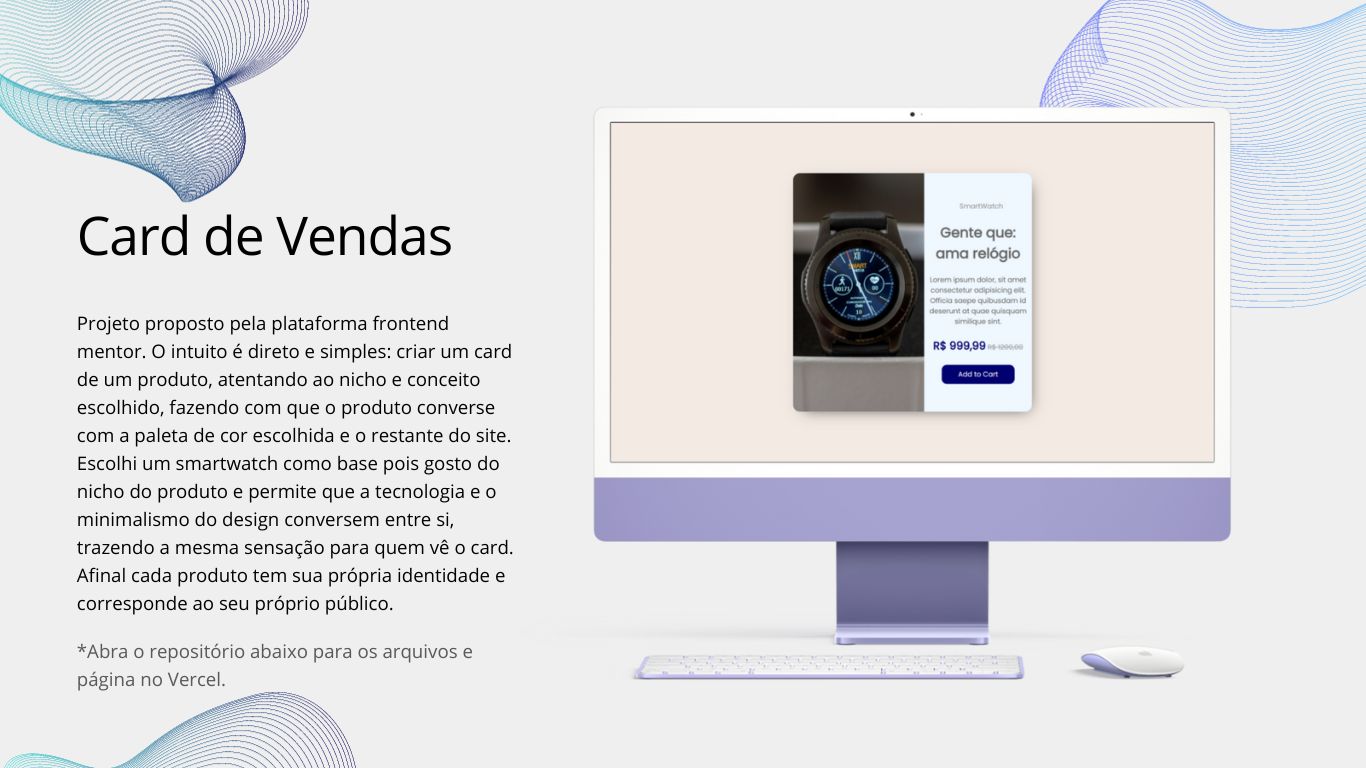 Card de Vendas
Projeto proposto pela plataforma frontend
mentor. O intuito é direto e simples: criar um card
de um produto, atentando ao nicho e conceito
escolhido, fazendo com que o produto converse
com a paleta de cor escolhida e o restante do site.
Escolhi um smartwatch como base pois gosto do
nicho do produto e permite que a tecnologia e o
minimalismo do design conversem entre si,
trazendo a mesma sensação para quem vê o card.
Afinal cada produto tem sua própria identidade e
corresponde ao seu próprio público.
*Abra o repositório abaixo para os arquivos e
página no Vercel.
SmartWatch
Gente que:
ama relógio
Lorem ipsum dolor, sit amet
consectetur adipisicing elit.
Officia saepe quibusdam id
deserunt at quae quisquam
similique sint.
R$ 999,99 R$ 1200,00
Add to Cart